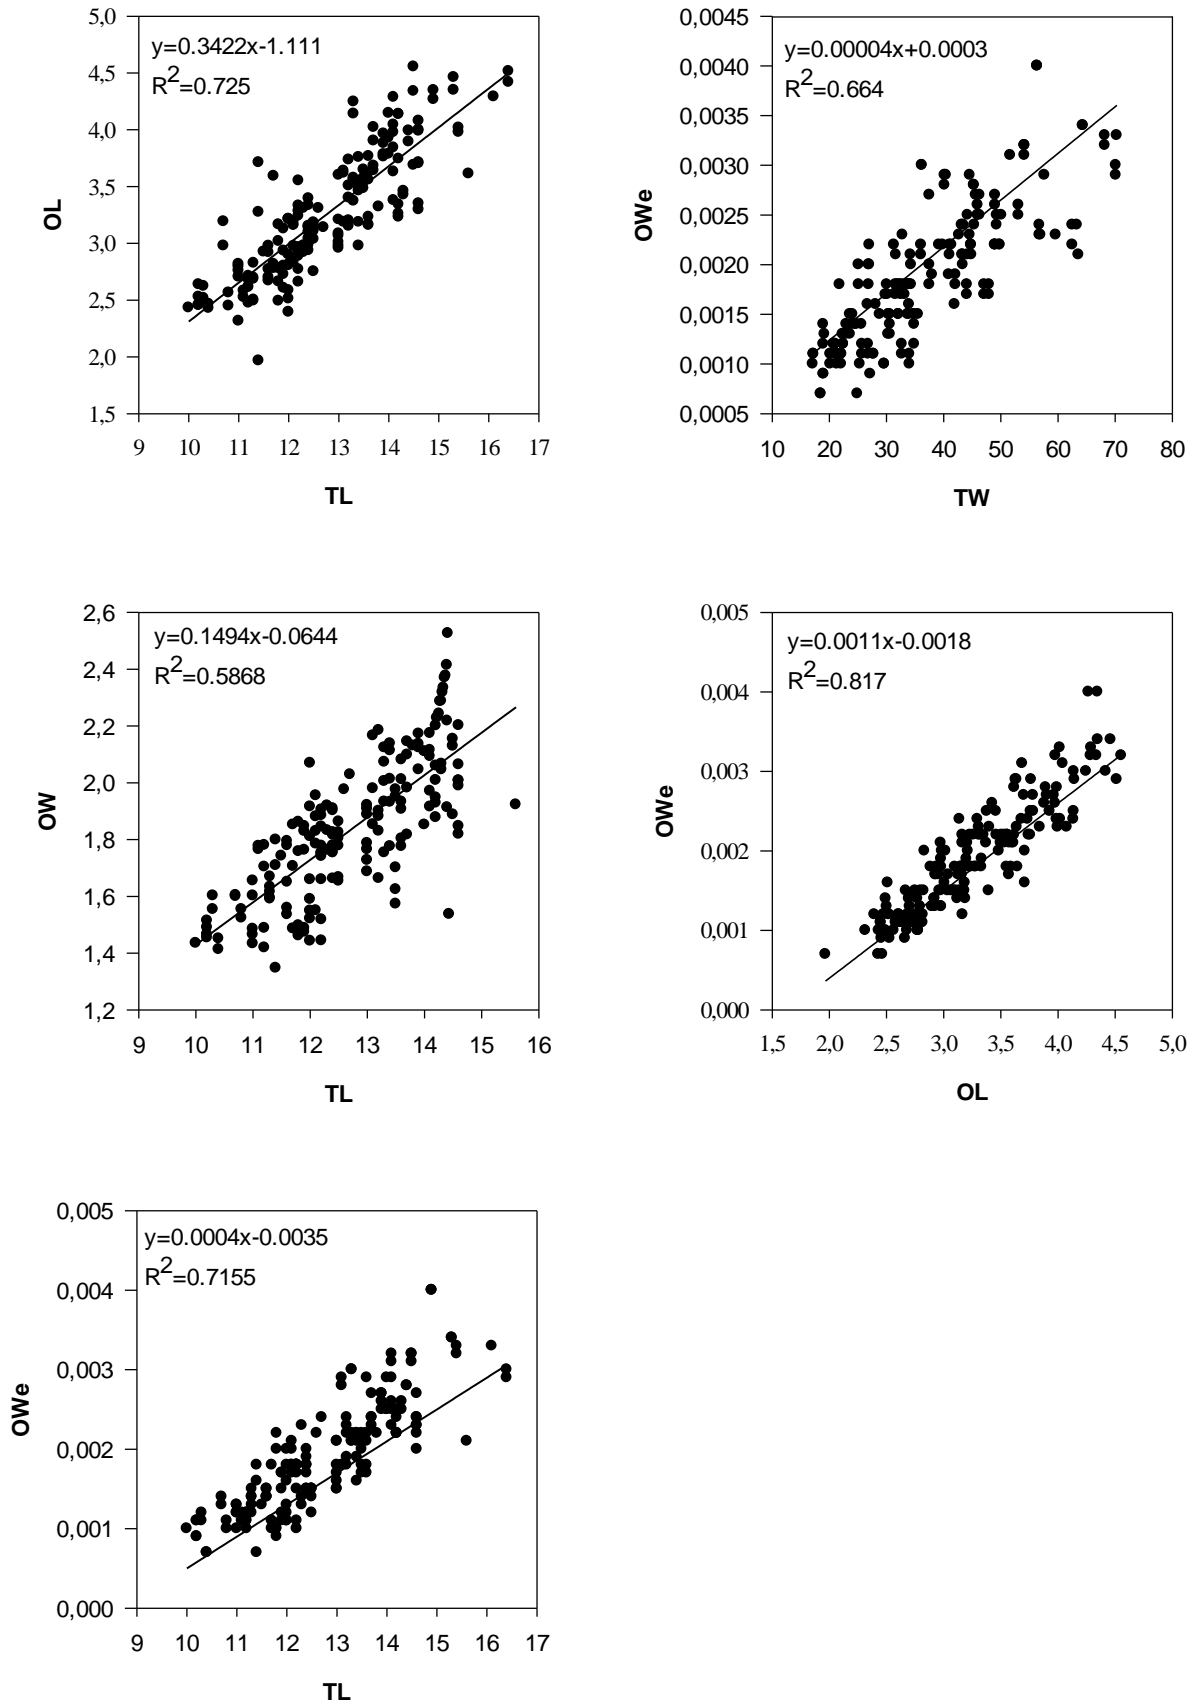 5,0
4,5
4,0
3,5
3,0
2,5
2,0
1,5
OL
y=0.3422x-1.111
R2=0.725
9 10 11 12 13 14 15 16 17
TL
0,0045
0,0040
0,0035
0,0030
0,0025
0,0020
0,0015
0,0010
0,0005
OWe
y=0.00004x+0.0003
R2=0.664
10 20 30 40 50 60 70 80
TW
2,6
2,4
2,2
2,0
1,8
1,6
1,4
1,2
OW
y=0.1494x-0.0644
R2=0.5868
9 10 11 12 13 14 15 16
TL
0,005
0,004
0,003
0,002
0,001
0,000
OWe
y=0.0011x-0.0018
R2=0.817
1,5 2,0 2,5 3,0 3,5 4,0 4,5 5,0
OL
0,005
0,004
0,003
0,002
0,001
0,000
OWe
y=0.0004x-0.0035
R2=0.7155
9 10 11 12 13 14 15 16 17
TL